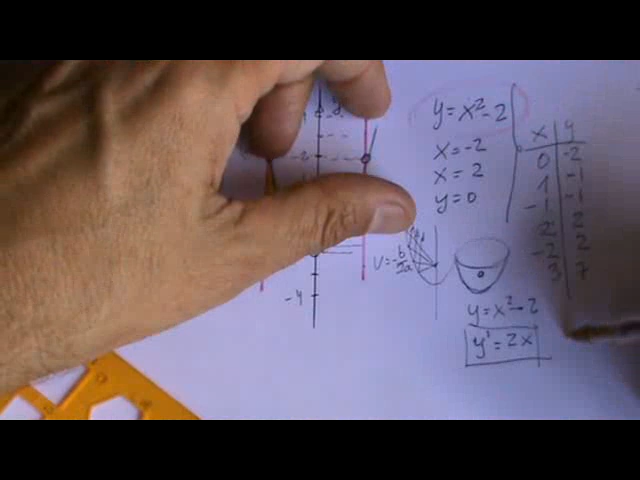 y
-2
-4
y = x² - 2
x = -2
x = 2
y = 0
V = -b/2a
y = x² - 2
y' = 2x
x | y
0 | -2
1 | -1
-1 | -1
2 | 2
-2 | 2
3 | 7